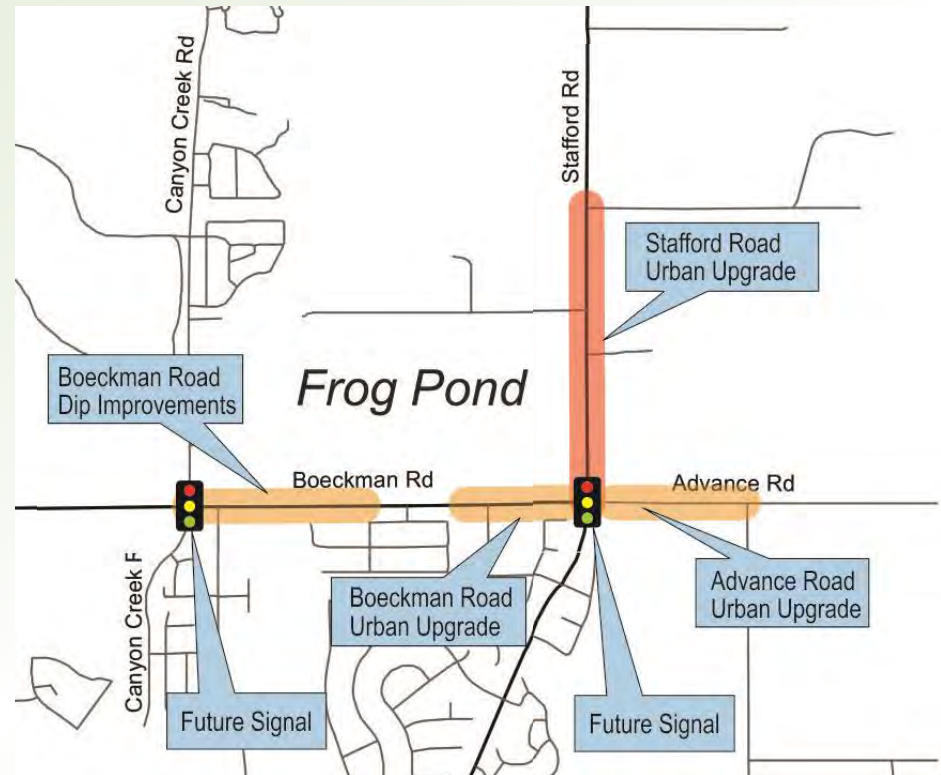 Canyon Creek Rd
Stafford Rd
Stafford Road
Urban Upgrade
Boeckman Road
Dip Improvements
Frog Pond
Boeckman Rd
Advance Rd
Canyon Creek F
Boeckman Road
Urban Upgrade
Advance Road
Urban Upgrade
Future Signal
Future Signal